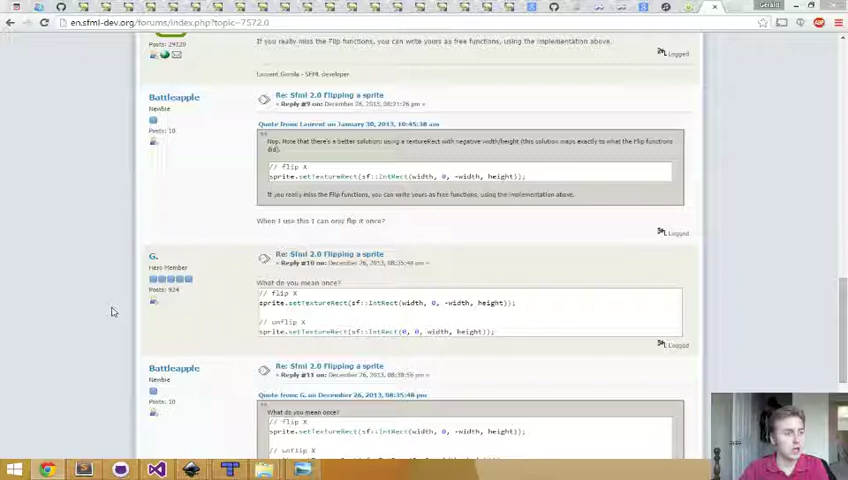 Gerald
en.sfml-dev.org/forums/index.php?topic=7572.0
Posts: 29120
If you really miss the Flip functions, you can write yours as free functions, using the implementation above.
Logged
Laurent Gomila - SFML developer
Battleapple
Newbie
Posts: 10
Re: Sfml 2.0 Flipping a sprite
« Reply #9 on: December 26, 2013, 08:21:26 pm »
Quote from: Laurent on January 30, 2013, 10:45:38 am
Nop. Note that there's a better solution: using a textureRect with negative width/height (this solution maps exactly to what the Flip functions
did).
// flip X
sprite.setTextureRect(sf::IntRect(width, 0, -width, height));
If you really miss the Flip functions, you can write yours as free functions, using the implementation above.
When I use this I can only flip it once?
Logged
G.
Hero Member
Posts: 924
Re: Sfml 2.0 Flipping a sprite
« Reply #10 on: December 26, 2013, 08:35:48 pm »
What do you mean once?
// flip X
sprite.setTextureRect(sf::IntRect(width, 0, -width, height));
// unflip X
sprite.setTextureRect(sf::IntRect(0, 0, width, height));
Logged
Battleapple
Newbie
Posts: 10
Re: Sfml 2.0 Flipping a sprite
« Reply #11 on: December 26, 2013, 08:38:56 pm »
Quote from: G. on December 26, 2013, 08:35:48 pm
What do you mean once?
// flip X
sprite.setTextureRect(sf::IntRect(width, 0, -width, height));
// unflip X